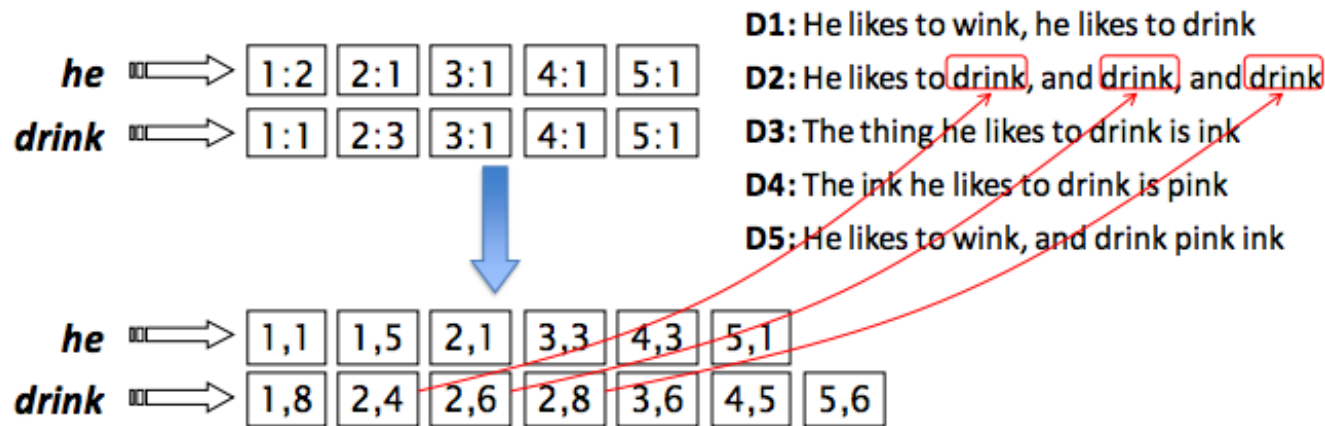 he 1:2 2:1 3:1 4:1 5:1
drink 1:1 2:3 3:1 4:1 5:1
D1: He likes to wink, he likes to drink
D2: He likes to drink, and drink, and drink
D3: The thing he likes to drink is ink
D4: The ink he likes to drink is pink
D5: He likes to wink, and drink pink ink
he 1,1 1,5 2,1 3,3 4,3 5,1
drink 1,8 2,4 2,6 2,8 3,6 4,5 5,6